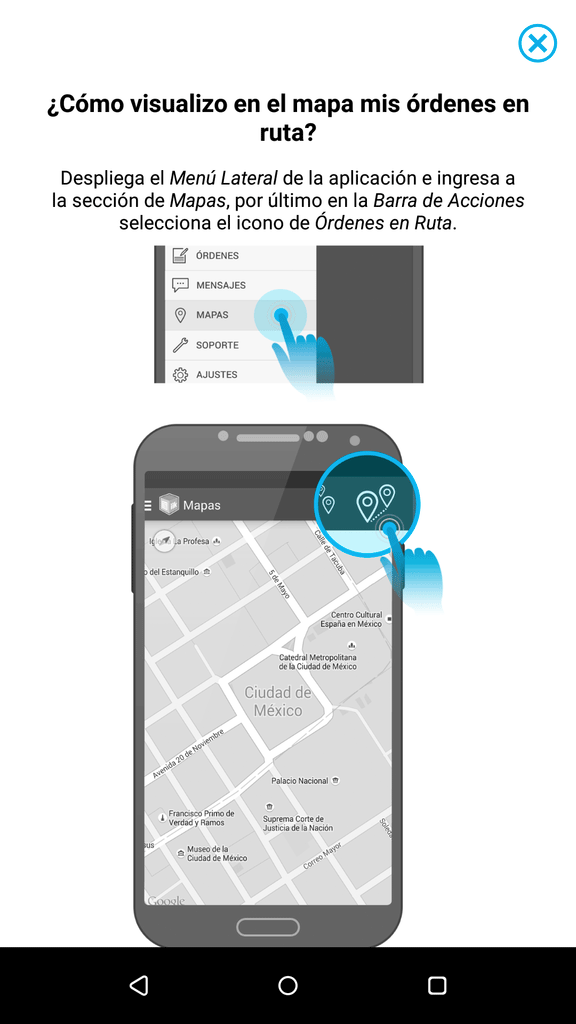 ¿Cómo visualizo en el mapa mis órdenes en
ruta?
Despliega el Menú Lateral de la aplicación e ingresa a
la sección de Mapas, por último en la Barra de Acciones
selecciona el icono de Órdenes en Ruta.
ÓRDENES
MENSAJES
MAPAS
SOPORTE
AJUSTES
Mapas
Iglesia La Profesa
Calle de Tacuba
o del Estanquillo
5 de Mayo
Centro Cultural
España en México
Catedral Metropolitana
de la Ciudad de México
Ciudad de
México
Avenida 20 de Noviembre
Palacio Nacional
Francisco Primo de
Verdad y Ramos
Suprema Corte de
Justicia de la Nación
Soledad
sus
Museo de la
Ciudad de México
Correo Mayor
Google